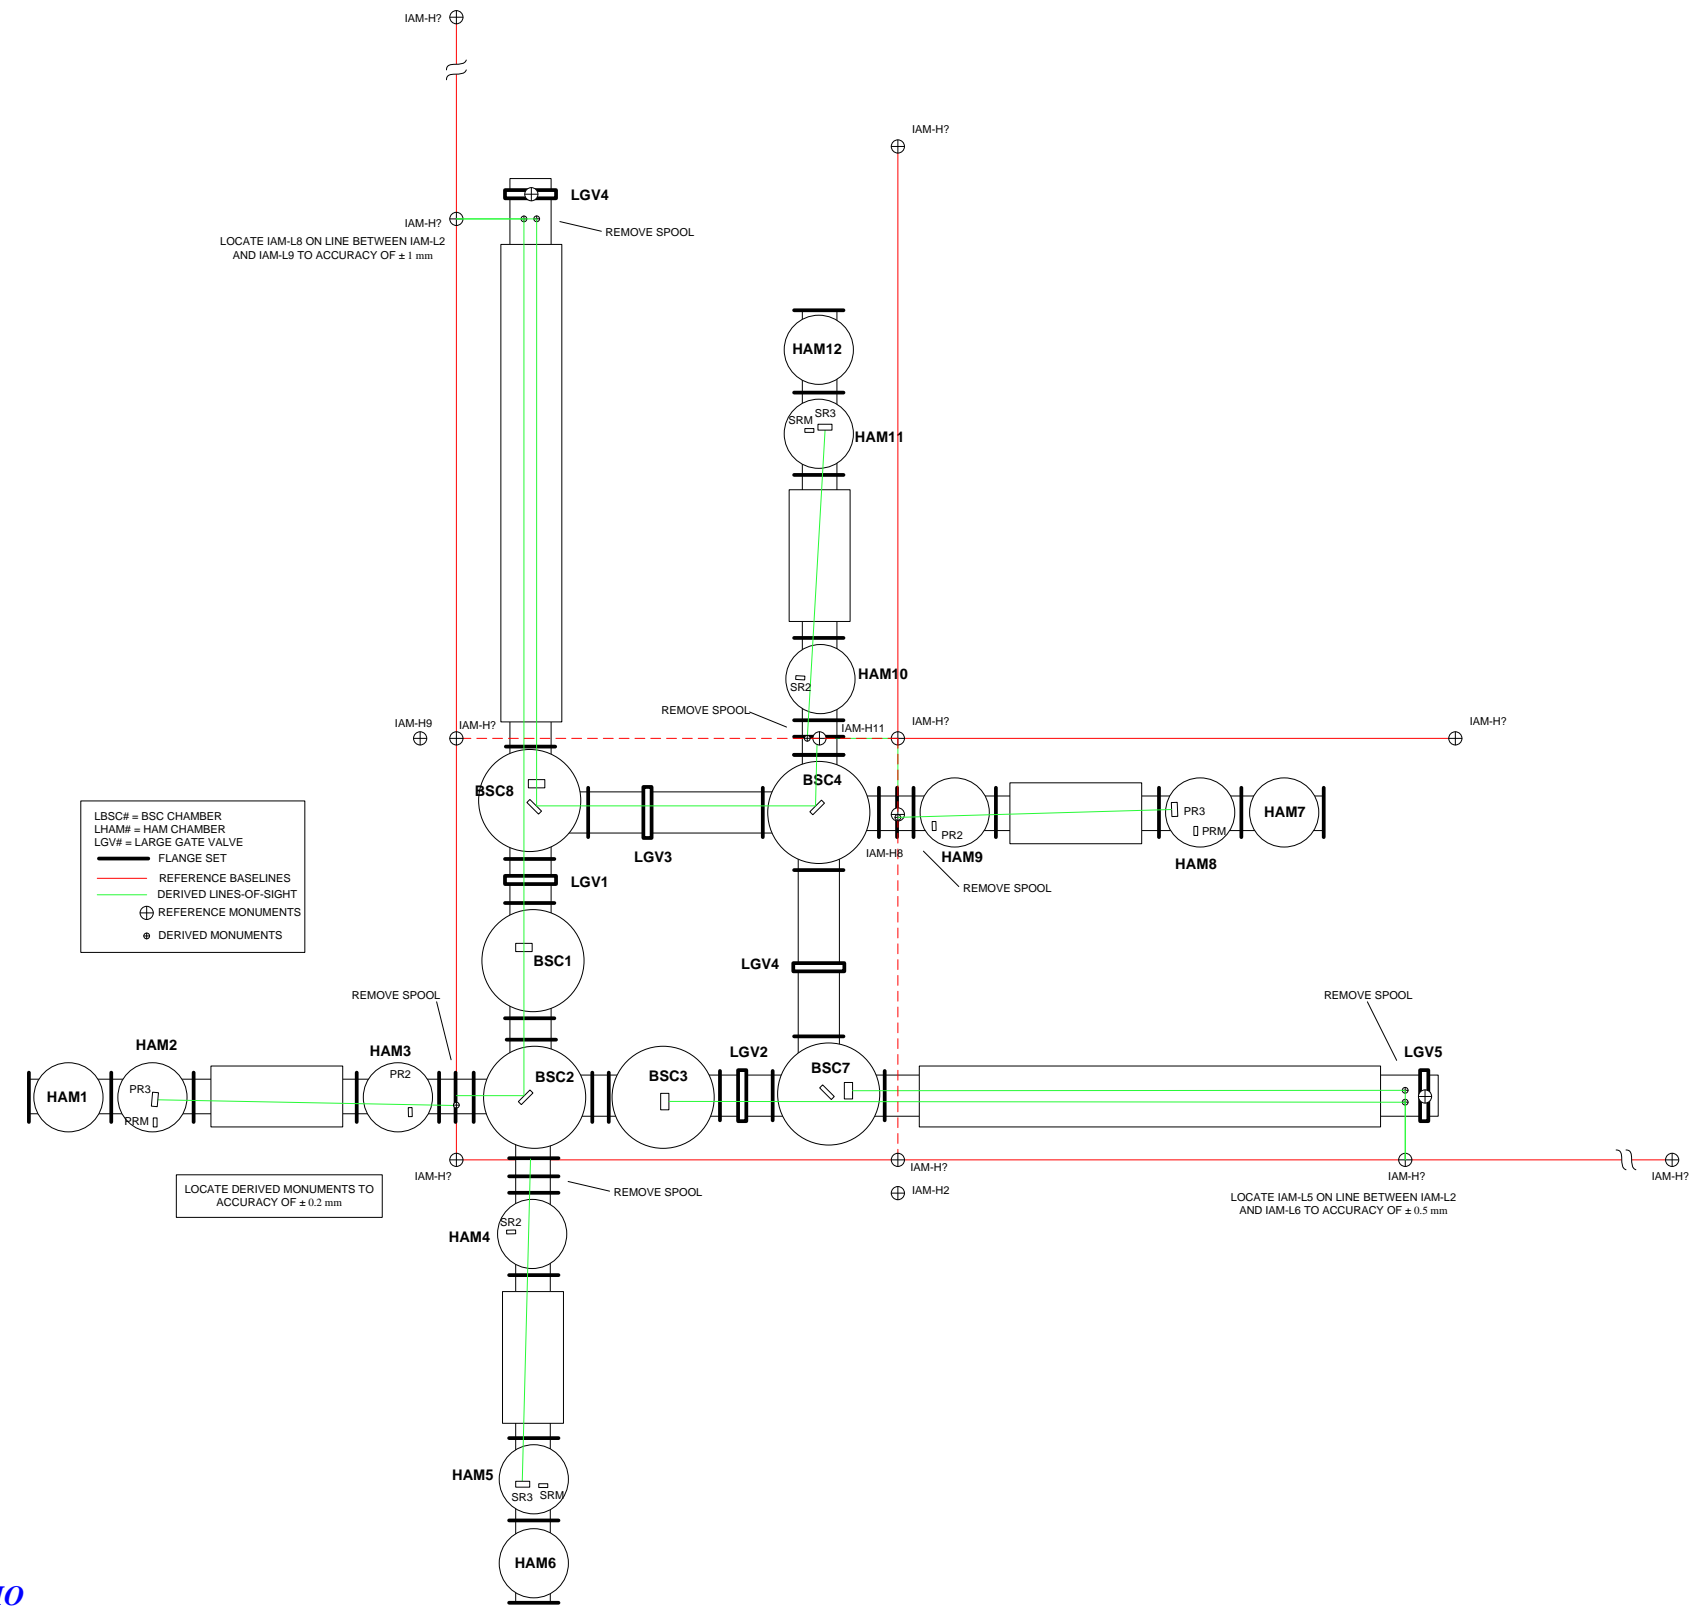 IAM-H?
IAM-H?
LGV4
IAM-H?
REMOVE SPOOL
LOCATE IAM-L8 ON LINE BETWEEN IAM-L2
AND IAM-L9 TO ACCURACY OF ± 1 mm
HAM12
SR3
SRM
HAM11
HAM10
SR2
REMOVE SPOOL
IAM-H9
IAM-H?
IAM-H11
IAM-H?
IAM-H?
BSC8
BSC4
LGV3
PR3
PRM
HAM7
PR2
HAM9
HAM8
IAM-H8
REMOVE SPOOL
LBSC# = BSC CHAMBER
LHAM# = HAM CHAMBER
LGV# = LARGE GATE VALVE
FLANGE SET
REFERENCE BASELINES
DERIVED LINES-OF-SIGHT
REFERENCE MONUMENTS
DERIVED MONUMENTS
LGV1
BSC1
LGV4
REMOVE SPOOL
REMOVE SPOOL
HAM2
HAM3
LGV2
LGV5
PR2
BSC2
BSC3
BSC7
HAM1
PR3
PRM
IAM-H?
IAM-H?
IAM-H?
IAM-H?
LOCATE DERIVED MONUMENTS TO
ACCURACY OF ± 0.2 mm
REMOVE SPOOL
IAM-H2
LOCATE IAM-L5 ON LINE BETWEEN IAM-L2
AND IAM-L6 TO ACCURACY OF ± 0.5 mm
SR2
HAM4
HAM5
SR3
SRM
HAM6